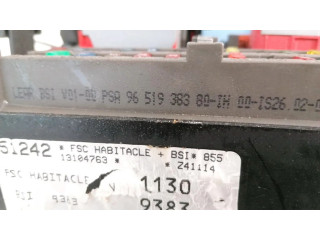 LEAR BSI V01-00 PSA 96 519 383 80-IH 00-IS26.02-0
51242 * FSC HABITACLE + BSI* 855
13104763 * Z41114
FSC HABITACLE V 1130
9383